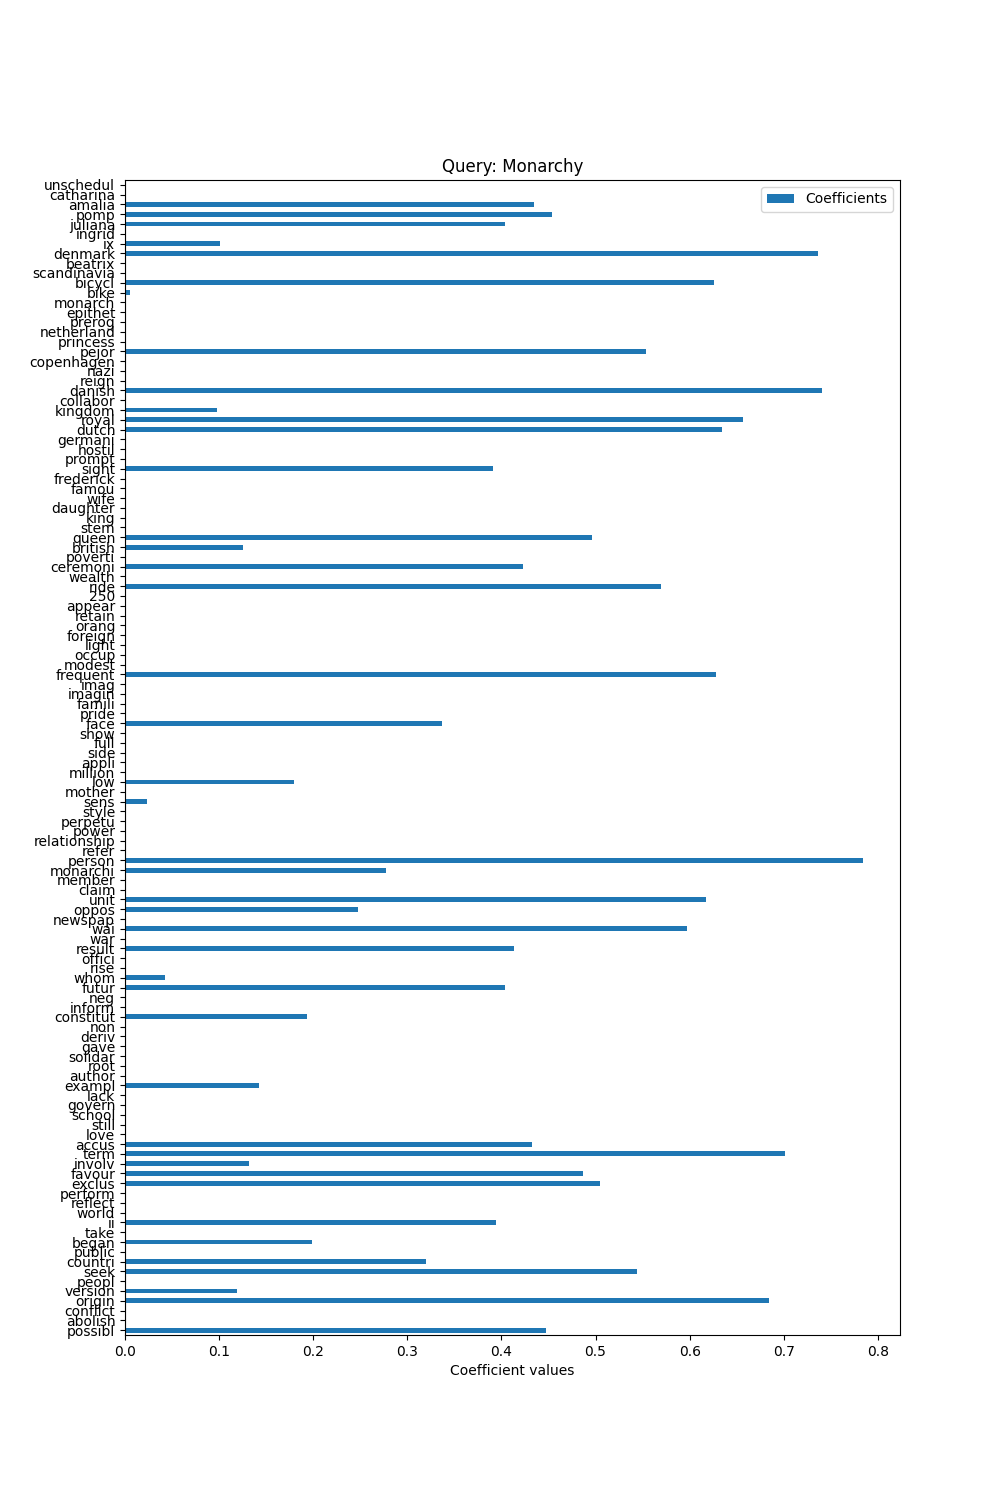 Query: Monarchy
Coefficients
unschedul
catharina
amalia
pomp
juliana
ingrid
ix
denmark
beatrix
scandinavia
bicycl
bike
monarch
epithet
prerog
netherland
princess
pejor
copenhagen
nazi
reign
danish
collabor
kingdom
royal
dutch
germani
hostil
prompt
sight
frederick
famou
wife
daughter
king
stem
queen
british
poverti
ceremoni
wealth
ride
250
appear
retain
orang
foreign
light
occup
modest
frequent
imag
imagin
famili
pride
face
show
full
side
appli
million
low
mother
sens
style
perpetu
power
relationship
refer
person
monarchi
member
claim
unit
oppos
newspap
wai
war
result
offici
rise
whom
futur
neg
inform
constitut
non
deriv
gave
solidar
root
author
exampl
lack
govern
school
still
love
accus
term
involv
favour
exclus
perform
reflect
world
ii
take
began
public
countri
seek
peopl
version
origin
conflict
abolish
possibl
0.0 0.1 0.2 0.3 0.4 0.5 0.6 0.7 0.8
Coefficient values